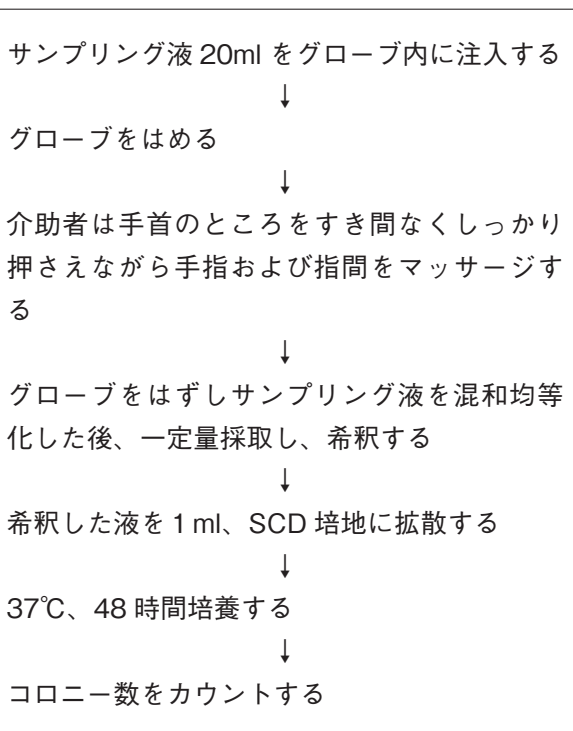 サンプリング液 20ml をグローブ内に注入する
↓
グローブをはめる
↓
介助者は手首のところをすき間なくしっかり
押さえながら手指および指間をマッサージす
る
↓
グローブをはずしサンプリング液を混和均等
化した後、一定量採取し、希釈する
↓
希釈した液を 1 ml、SCD 培地に拡散する
↓
37℃、48 時間培養する
↓
コロニー数をカウントする